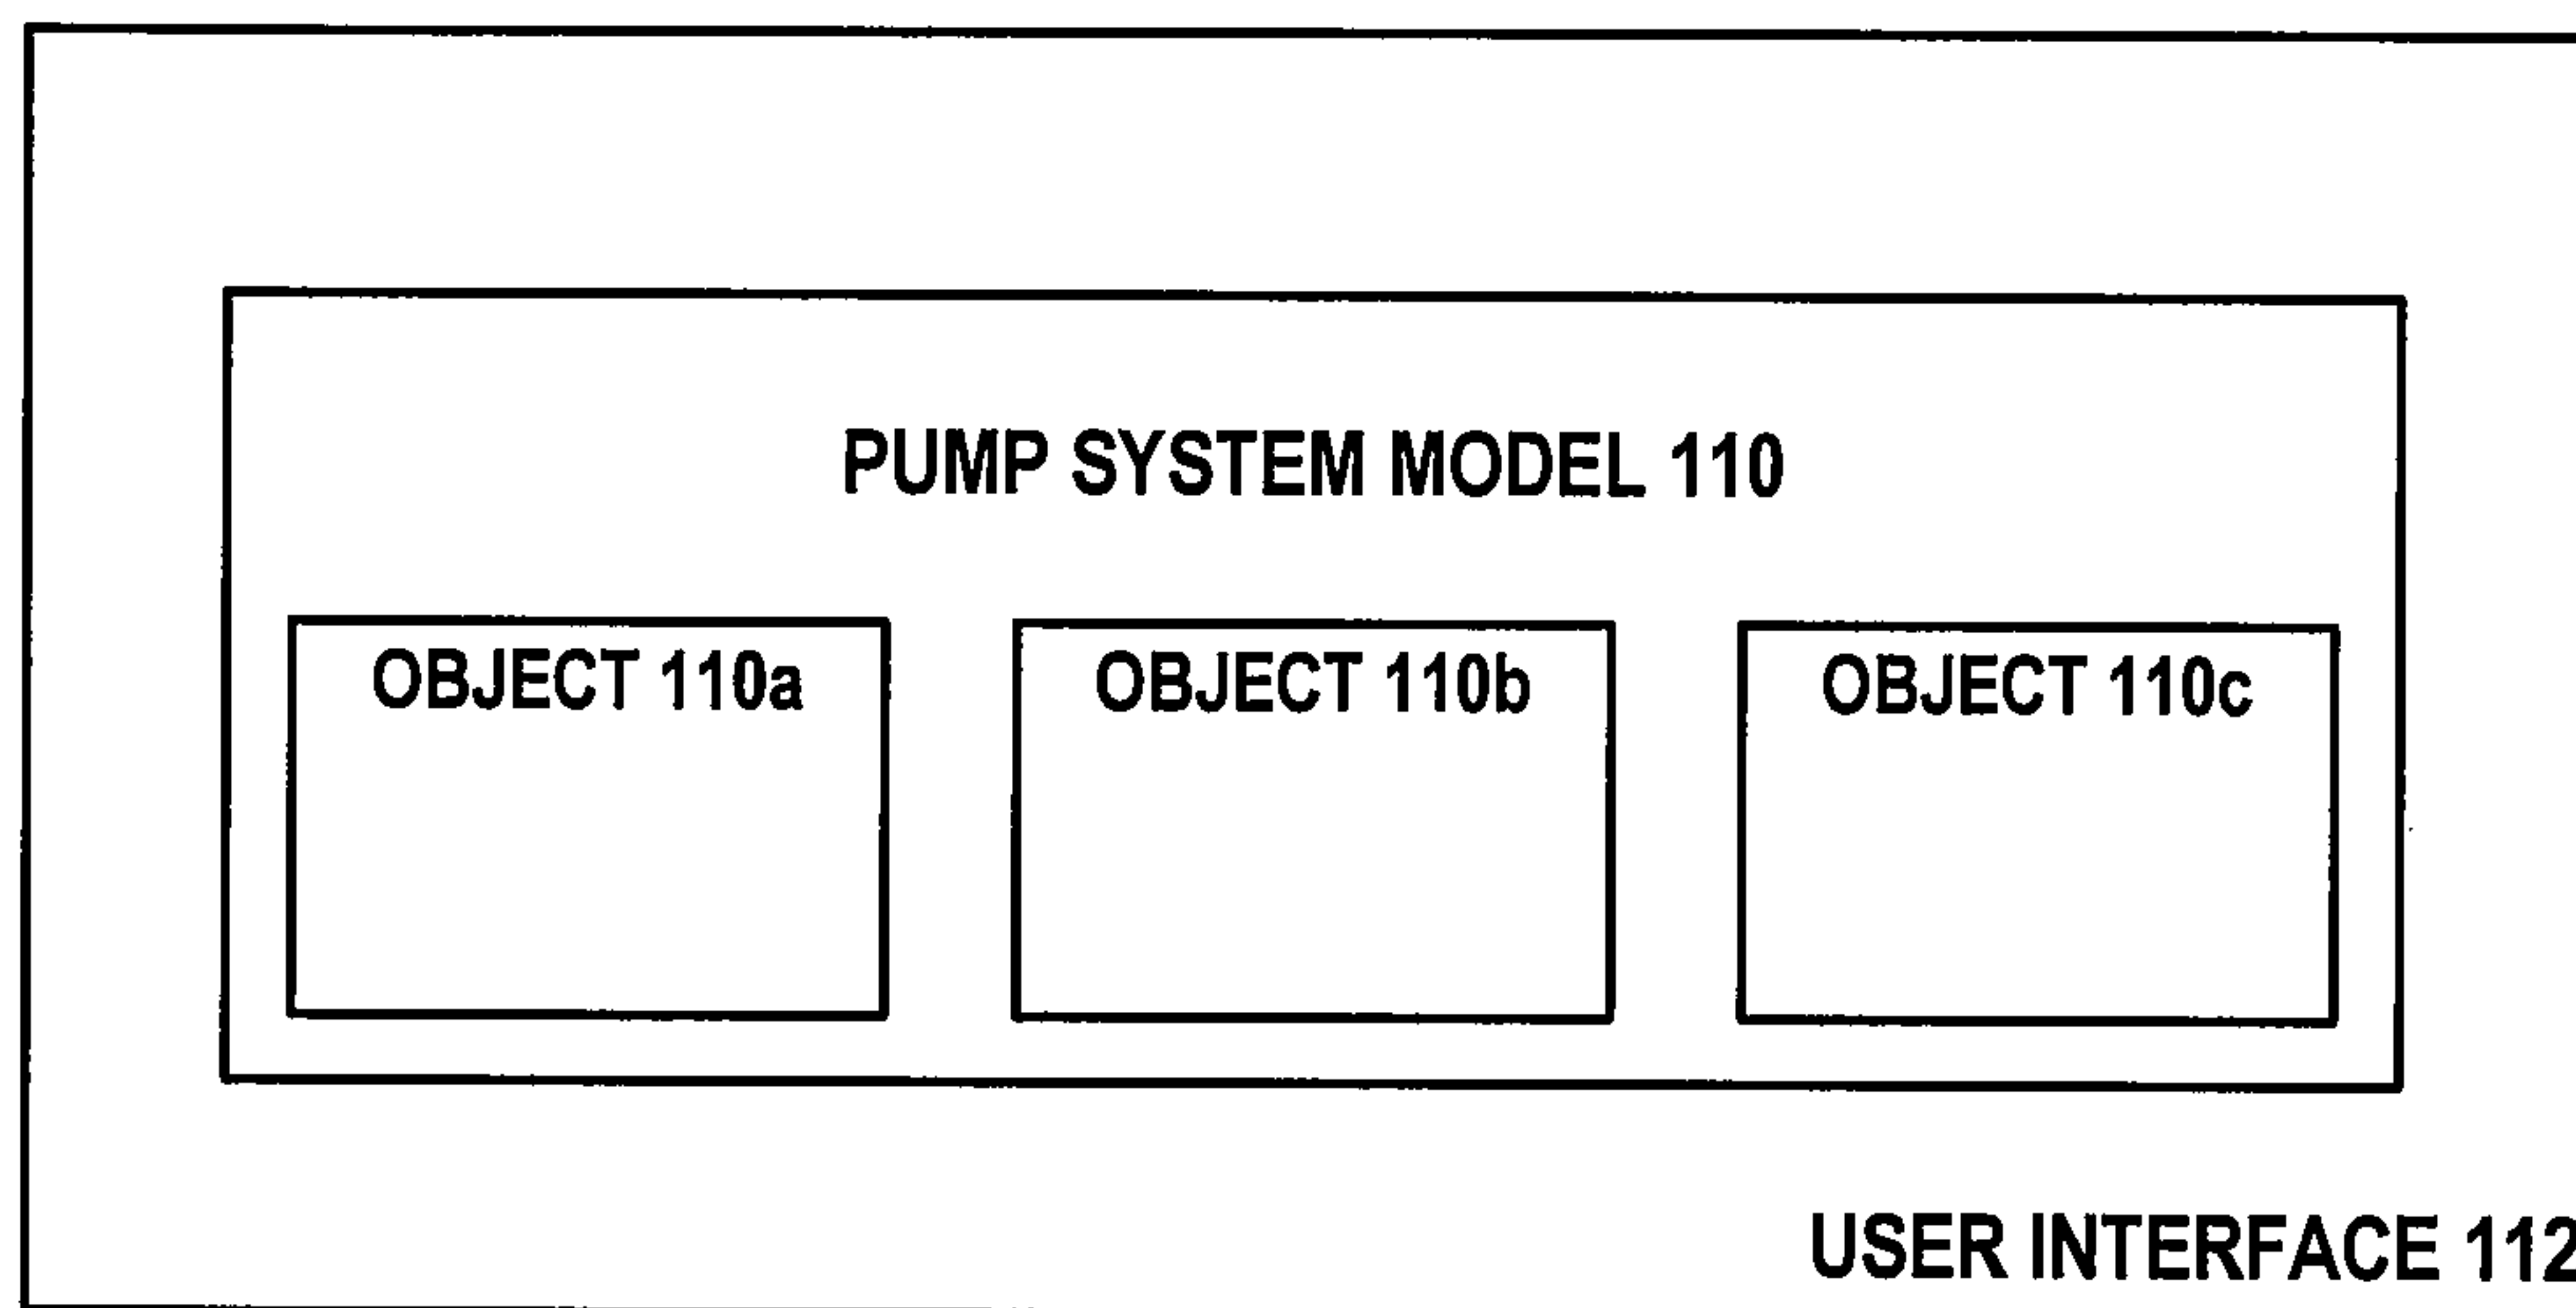 PUMP SYSTEM MODEL 110
OBJECT 110a
OBJECT 110b
OBJECT 110c
USER INTERFACE 112